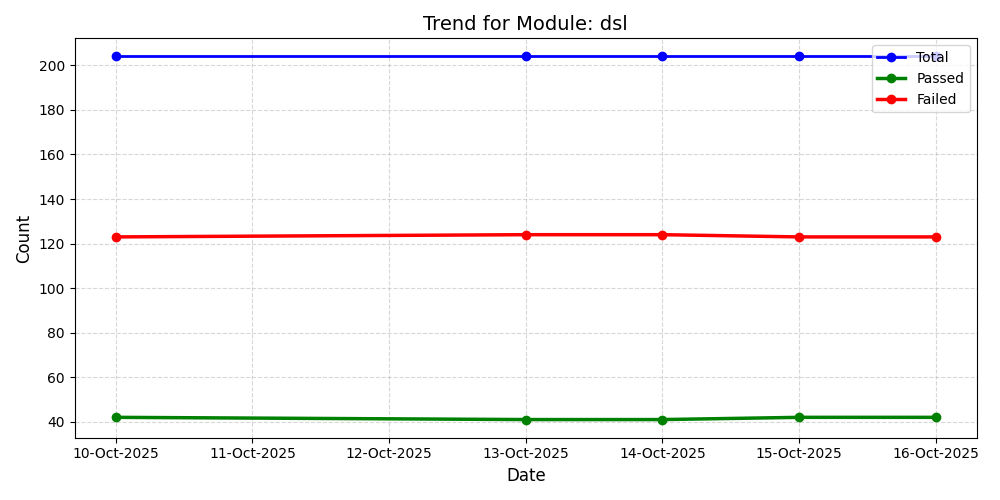 Trend for Module: dsl
Total
Passed
Failed
200
180
160
140
120
100
80
60
40
Count
10-Oct-2025 11-Oct-2025 12-Oct-2025 13-Oct-2025 14-Oct-2025 15-Oct-2025 16-Oct-2025
Date